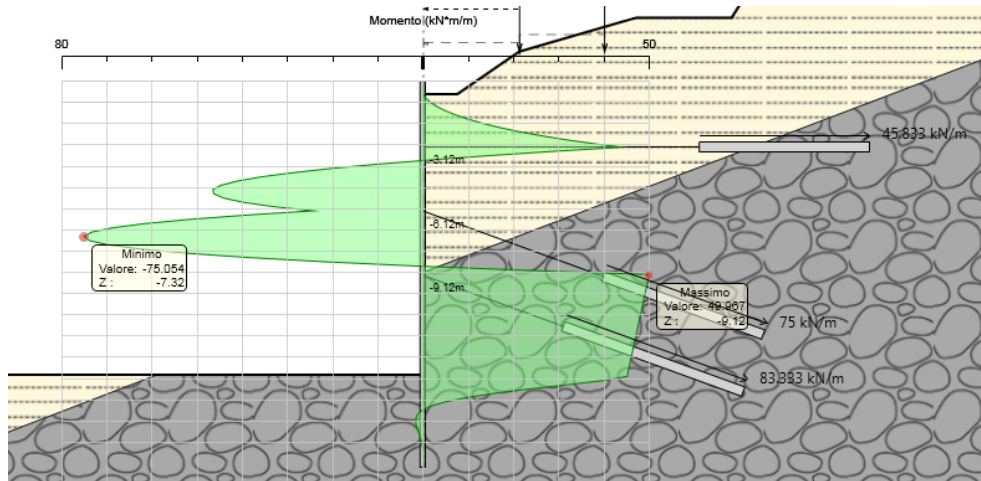 Momento (kN*m/m)
80
50
45.833 kN/m
-3.12m
-6.12m
Minimo
Valore: -75.054
Z : -7.32
-9.12m
Massimo
Valore: 49.967
Z : -9.12
75 kN/m
83.333 kN/m